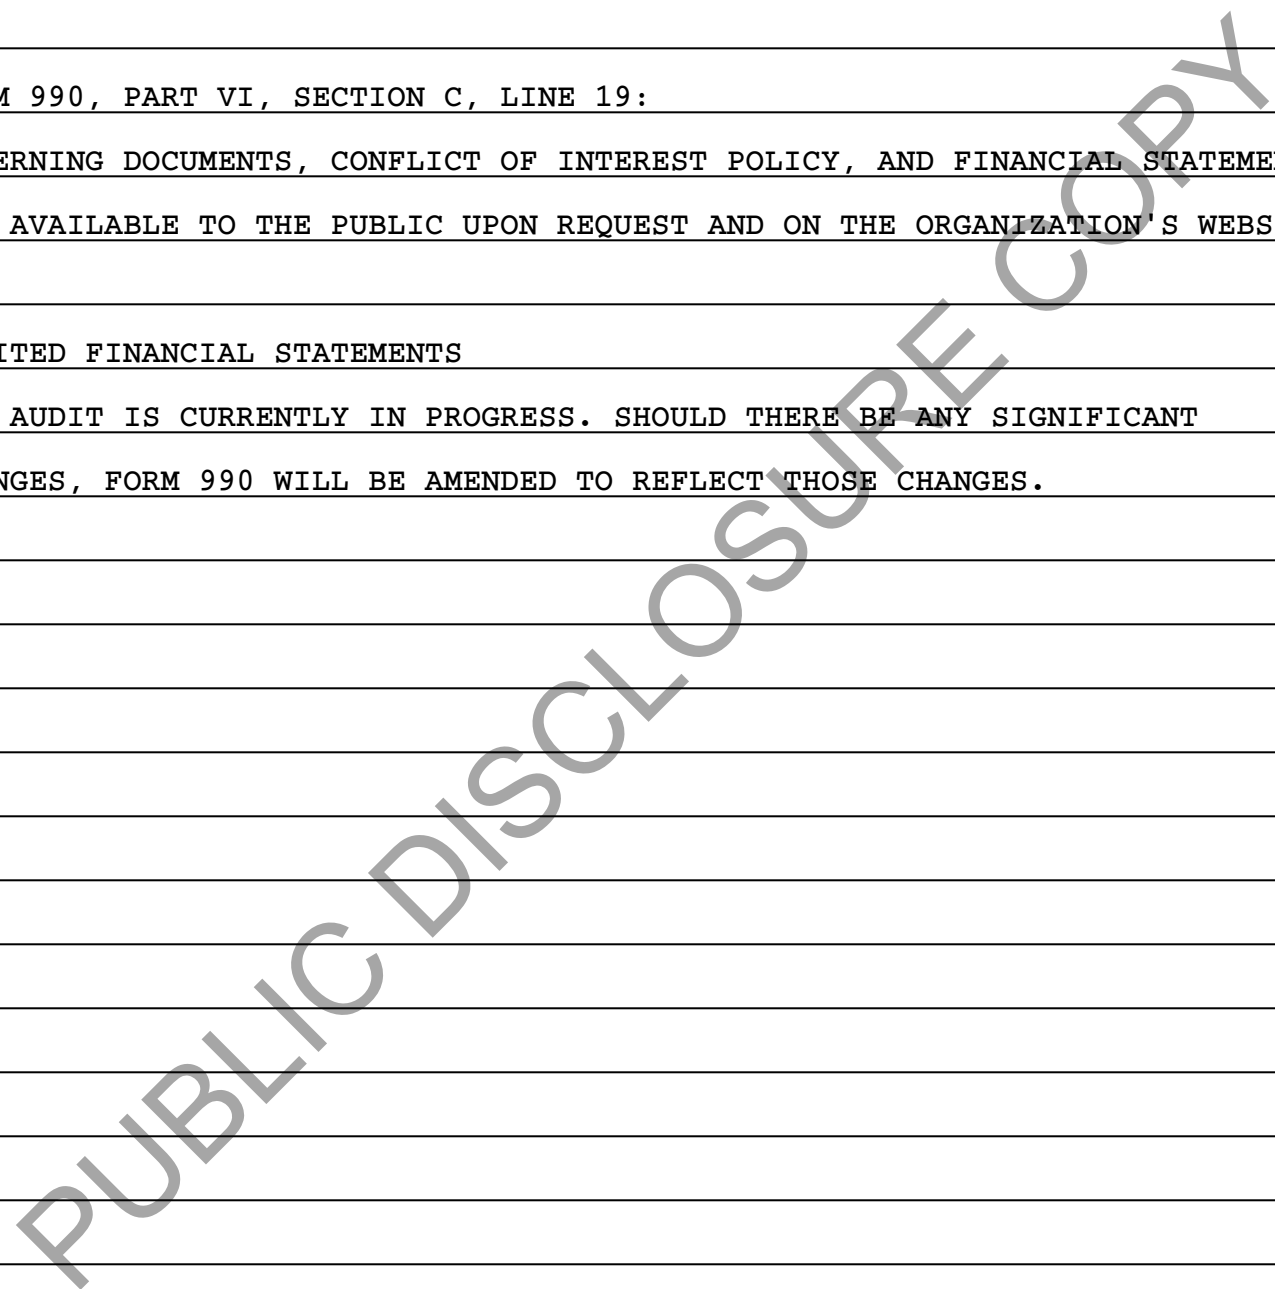 M 990, PART VI, SECTION C, LINE 19:
ERNING DOCUMENTS, CONFLICT OF INTEREST POLICY, AND FINANCIAL STATEME
AVAILABLE TO THE PUBLIC UPON REQUEST AND ON THE ORGANIZATION'S WEBS
ITED FINANCIAL STATEMENTS
AUDIT IS CURRENTLY IN PROGRESS. SHOULD THERE BE ANY SIGNIFICANT
NGES, FORM 990 WILL BE AMENDED TO REFLECT THOSE CHANGES.
PUBLIC DISCLOSURE COPY